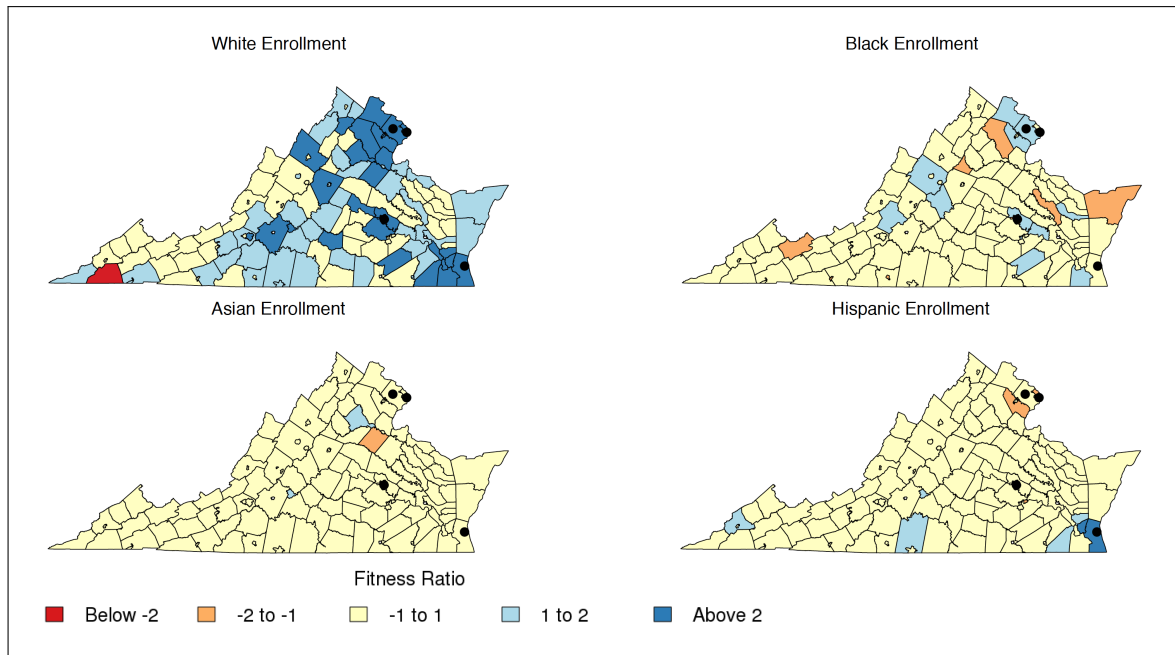 White Enrollment
Black Enrollment
Asian Enrollment
Hispanic Enrollment
Fitness Ratio
Below -2
-2 to -1
-1 to 1
1 to 2
Above 2